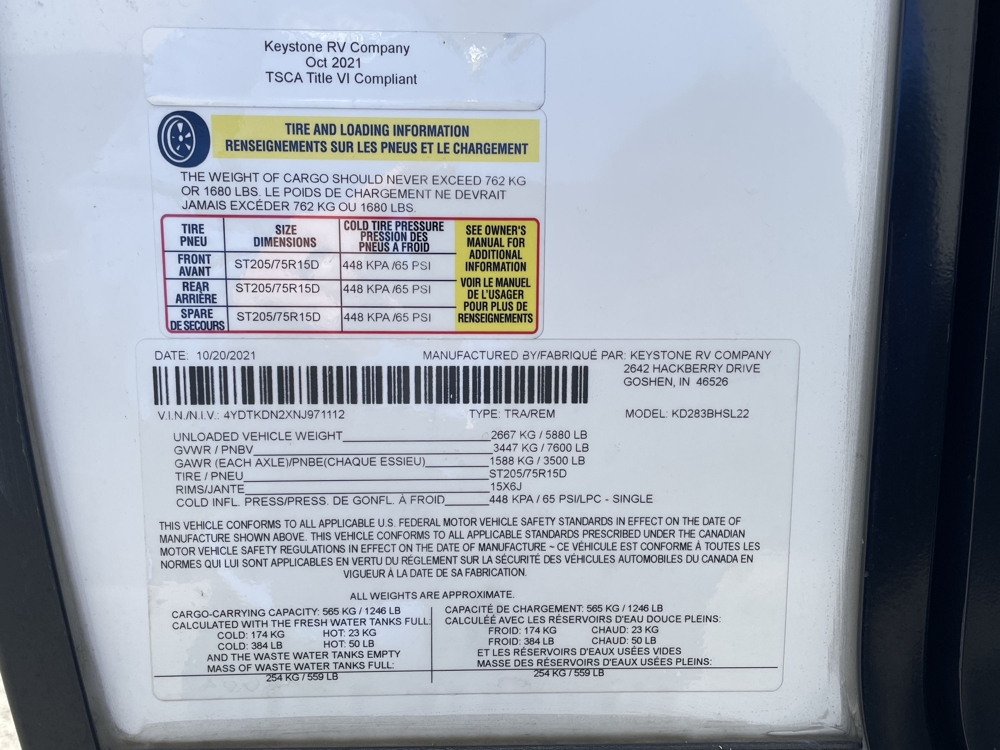 Keystone RV Company
Oct 2021
TSCA Title VI Compliant
TIRE AND LOADING INFORMATION
RENSEIGNEMENTS SUR LES PNEUS ET LE CHARGEMENT
THE WEIGHT OF CARGO SHOULD NEVER EXCEED 762 KG
OR 1680 LBS. LE POIDS DE CHARGEMENT NE DEVRAIT
JAMAIS EXCÉDER 762 KG OU 1680 LBS.
TIRE
PNEU
SIZE
DIMENSIONS
COLD TIRE PRESSURE
PRESSION DES
PNEUS A FROID
SEE OWNER'S
MANUAL FOR
ADDITIONAL
INFORMATION
VOIR LE MANUEL
DE L'USAGER
POUR PLUS DE
RENSEIGNEMENTS
FRONT
AVANT
ST205/75R15D
448 KPA /65 PSI
REAR
ARRIÈRE
ST205/75R15D
448 KPA /65 PSI
SPARE
DE SECOURS
ST205/75R15D
448 KPA /65 PSI
DATE: 10/20/2021
MANUFACTURED BY/FABRIQUÉ PAR: KEYSTONE RV COMPANY
2642 HACKBERRY DRIVE
GOSHEN, IN 46526
V.I.N./N.I.V.: 4YDTKDN2XNJ971112 TYPE: TRA/REM MODEL: KD283BHSL22
UNLOADED VEHICLE WEIGHT 2667 KG / 5880 LB
GVWR / PNBV 3447 KG / 7600 LB
GAWR (EACH AXLE)/PNBE(CHAQUE ESSIEU) 1588 KG / 3500 LB
TIRE / PNEU ST205/75R15D
RIMS/JANTE 15X6J
COLD INFL. PRESS/PRESS. DE GONFL. À FROID 448 KPA / 65 PSI/LPC - SINGLE
THIS VEHICLE CONFORMS TO ALL APPLICABLE U.S. FEDERAL MOTOR VEHICLE SAFETY STANDARDS IN EFFECT ON THE DATE OF
MANUFACTURE SHOWN ABOVE. THIS VEHICLE CONFORMS TO ALL APPLICABLE STANDARDS PRESCRIBED UNDER THE CANADIAN
MOTOR VEHICLE SAFETY REGULATIONS IN EFFECT ON THE DATE OF MANUFACTURE ~ CE VÉHICULE EST CONFORME À TOUTES LES
NORMES QUI LUI SONT APPLICABLES EN VERTU DU RÉGLEMENT SUR LA SÉCURITÉ DES VÉHICULES AUTOMOBILES DU CANADA EN
VIGUEUR À LA DATE DE SA FABRICATION.
ALL WEIGHTS ARE APPROXIMATE.
CARGO-CARRYING CAPACITY: 565 KG / 1246 LB
CALCULATED WITH THE FRESH WATER TANKS FULL:
COLD: 174 KG HOT: 23 KG
COLD: 384 LB HOT: 50 LB
AND THE WASTE WATER TANKS EMPTY
MASS OF WASTE WATER TANKS FULL:
254 KG / 559 LB
CAPACITÉ DE CHARGEMENT: 565 KG / 1246 LB
CALCULÉE AVEC LES RÉSERVOIRS D'EAU DOUCE PLEINS:
FROID: 174 KG CHAUD: 23 KG
FROID: 384 LB CHAUD: 50 LB
ET LES RÉSERVOIRS D'EAUX USÉES VIDES
MASSE DES RÉSERVOIRS D'EAUX USÉES PLEINS:
254 KG / 559 LB